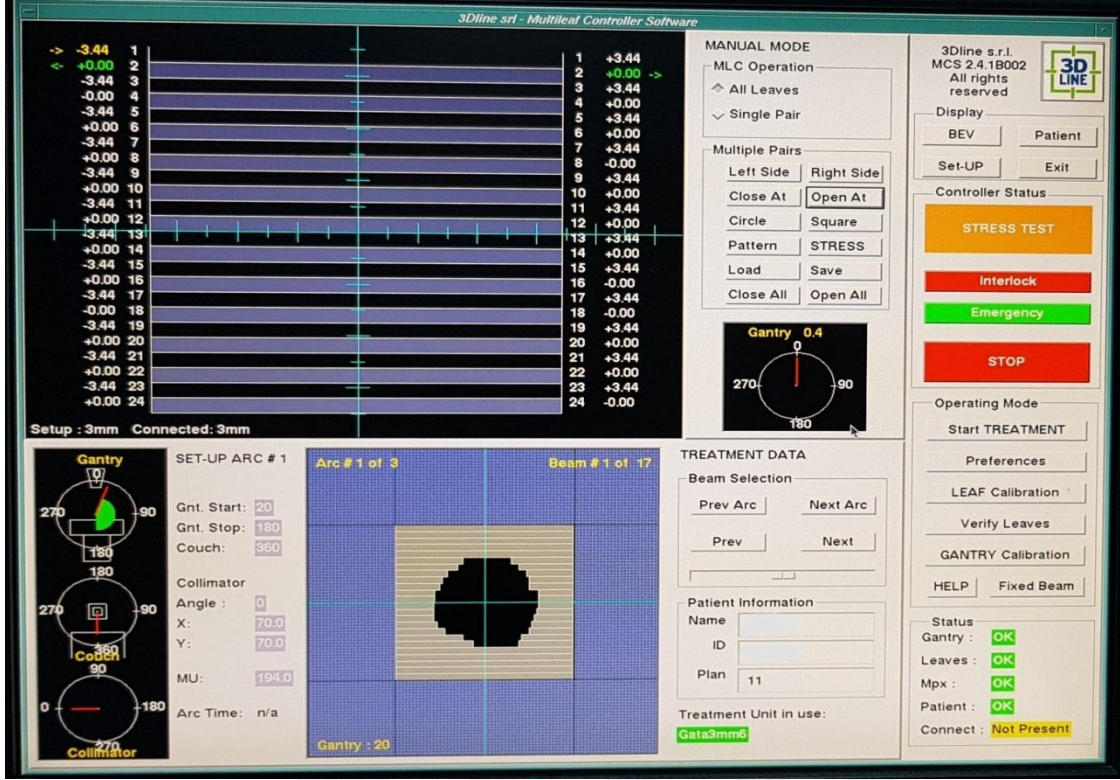 3Dline srl - Multileaf Controller Software
-> -3.44 1
<- +0.00 2
-3.44 3
-0.00 4
-3.44 5
+0.00 6
-3.44 7
+0.00 8
-3.44 9
+0.00 10
-3.44 11
+0.00 12
-3.44 13
+0.00 14
-3.44 15
+0.00 16
-3.44 17
-0.00 18
-3.44 19
+0.00 20
-3.44 21
+0.00 22
-3.44 23
+0.00 24
1 +3.44
2 +0.00 ->
3 +3.44
4 +0.00
5 +3.44
6 +0.00
7 +3.44
8 -0.00
9 +3.44
10 +0.00
11 +3.44
12 +0.00
13 +3.44
14 +0.00
15 +3.44
16 -0.00
17 +3.44
18 -0.00
19 +3.44
20 +0.00
21 +3.44
22 +0.00
23 +3.44
24 -0.00
Setup : 3mm Connected: 3mm
MANUAL MODE
MLC Operation
All Leaves
Single Pair
Multiple Pairs
Left Side Right Side
Close At Open At
Circle Square
Pattern STRESS
Load Save
Close All Open All
Gantry 0.4
0
270 90
180
3Dline s.r.l.
MCS 2.4.1B002
All rights
reserved
3D
LINE
Display
BEV Patient
Set-UP Exit
Controller Status
STRESS TEST
Interlock
Emergency
STOP
Operating Mode
Start TREATMENT
Preferences
LEAF Calibration
Verify Leaves
GANTRY Calibration
HELP Fixed Beam
Status
Gantry : OK
Leaves : OK
Mpx : OK
Patient : OK
Connect : Not Present
Gantry
0
270 90
180
180
270 90
360
Couch
90
0 180
270
Collimator
SET-UP ARC # 1
Gnt. Start: 20
Gnt. Stop: 180
Couch: 360
Collimator
Angle : 0
X: 70.0
Y: 70.0
MU: 194.0
Arc Time: n/a
Arc # 1 of 3 Beam # 1 of 17
Gantry : 20
TREATMENT DATA
Beam Selection
Prev Arc Next Arc
Prev Next
Patient Information
Name
ID
Plan 11
Treatment Unit in use:
Gata3mm6